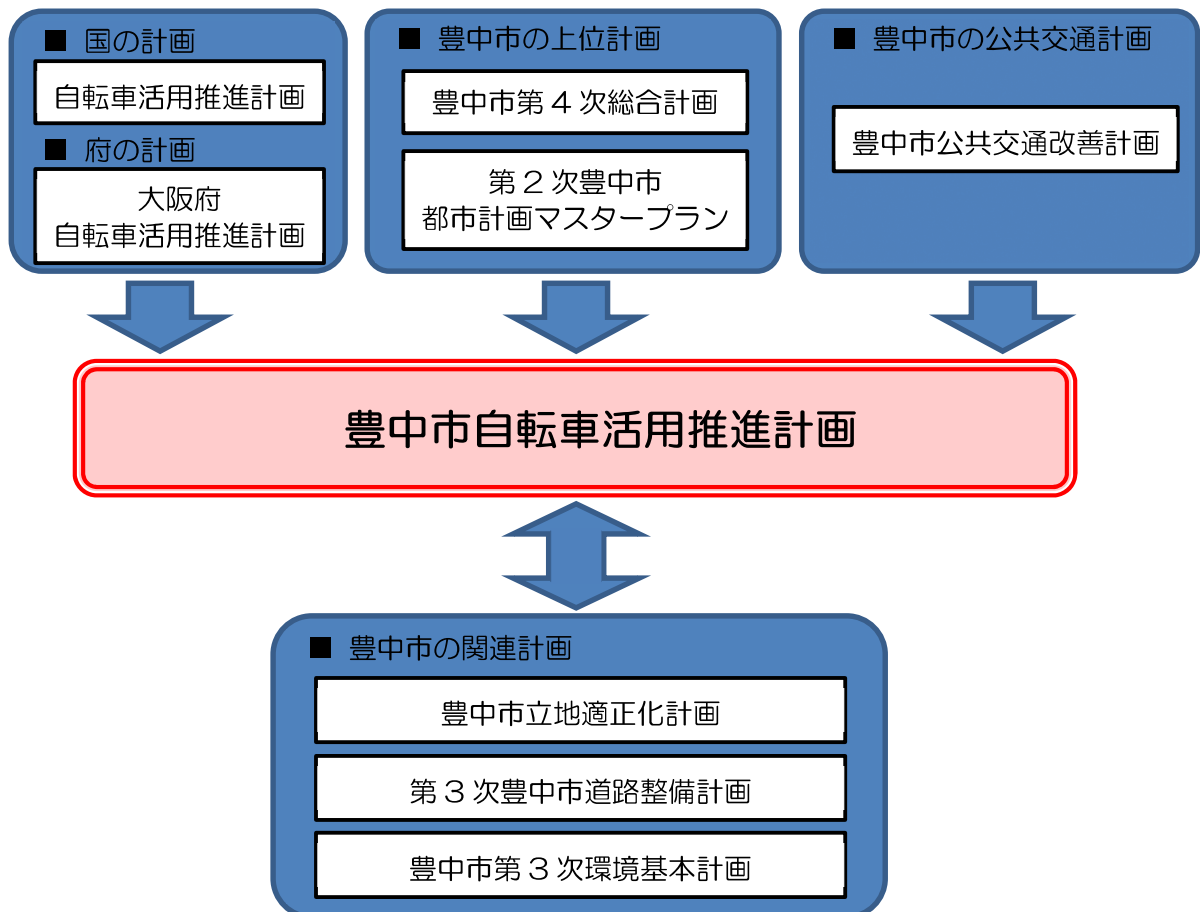 ■ 国の計画
自転車活用推進計画
■ 府の計画
大阪府
自転車活用推進計画
■ 豊中市の上位計画
豊中市第４次総合計画
第２次豊中市
都市計画マスタープラン
■ 豊中市の公共交通計画
豊中市公共交通改善計画
豊中市自転車活用推進計画
■ 豊中市の関連計画
豊中市立地適正化計画
第３次豊中市道路整備計画
豊中市第３次環境基本計画